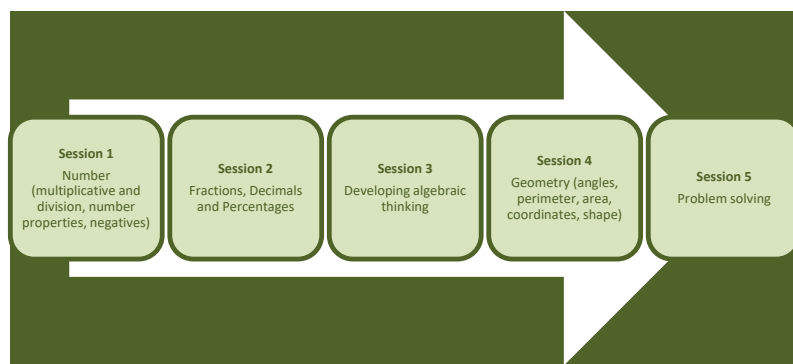 Session 1
Number
(multiplicative and
division, number
properties, negatives)
Session 2
Fractions, Decimals
and Percentages
Session 3
Developing algebraic
thinking
Session 4
Geometry (angles,
perimeter, area,
coordinates, shape)
Session 5
Problem solving